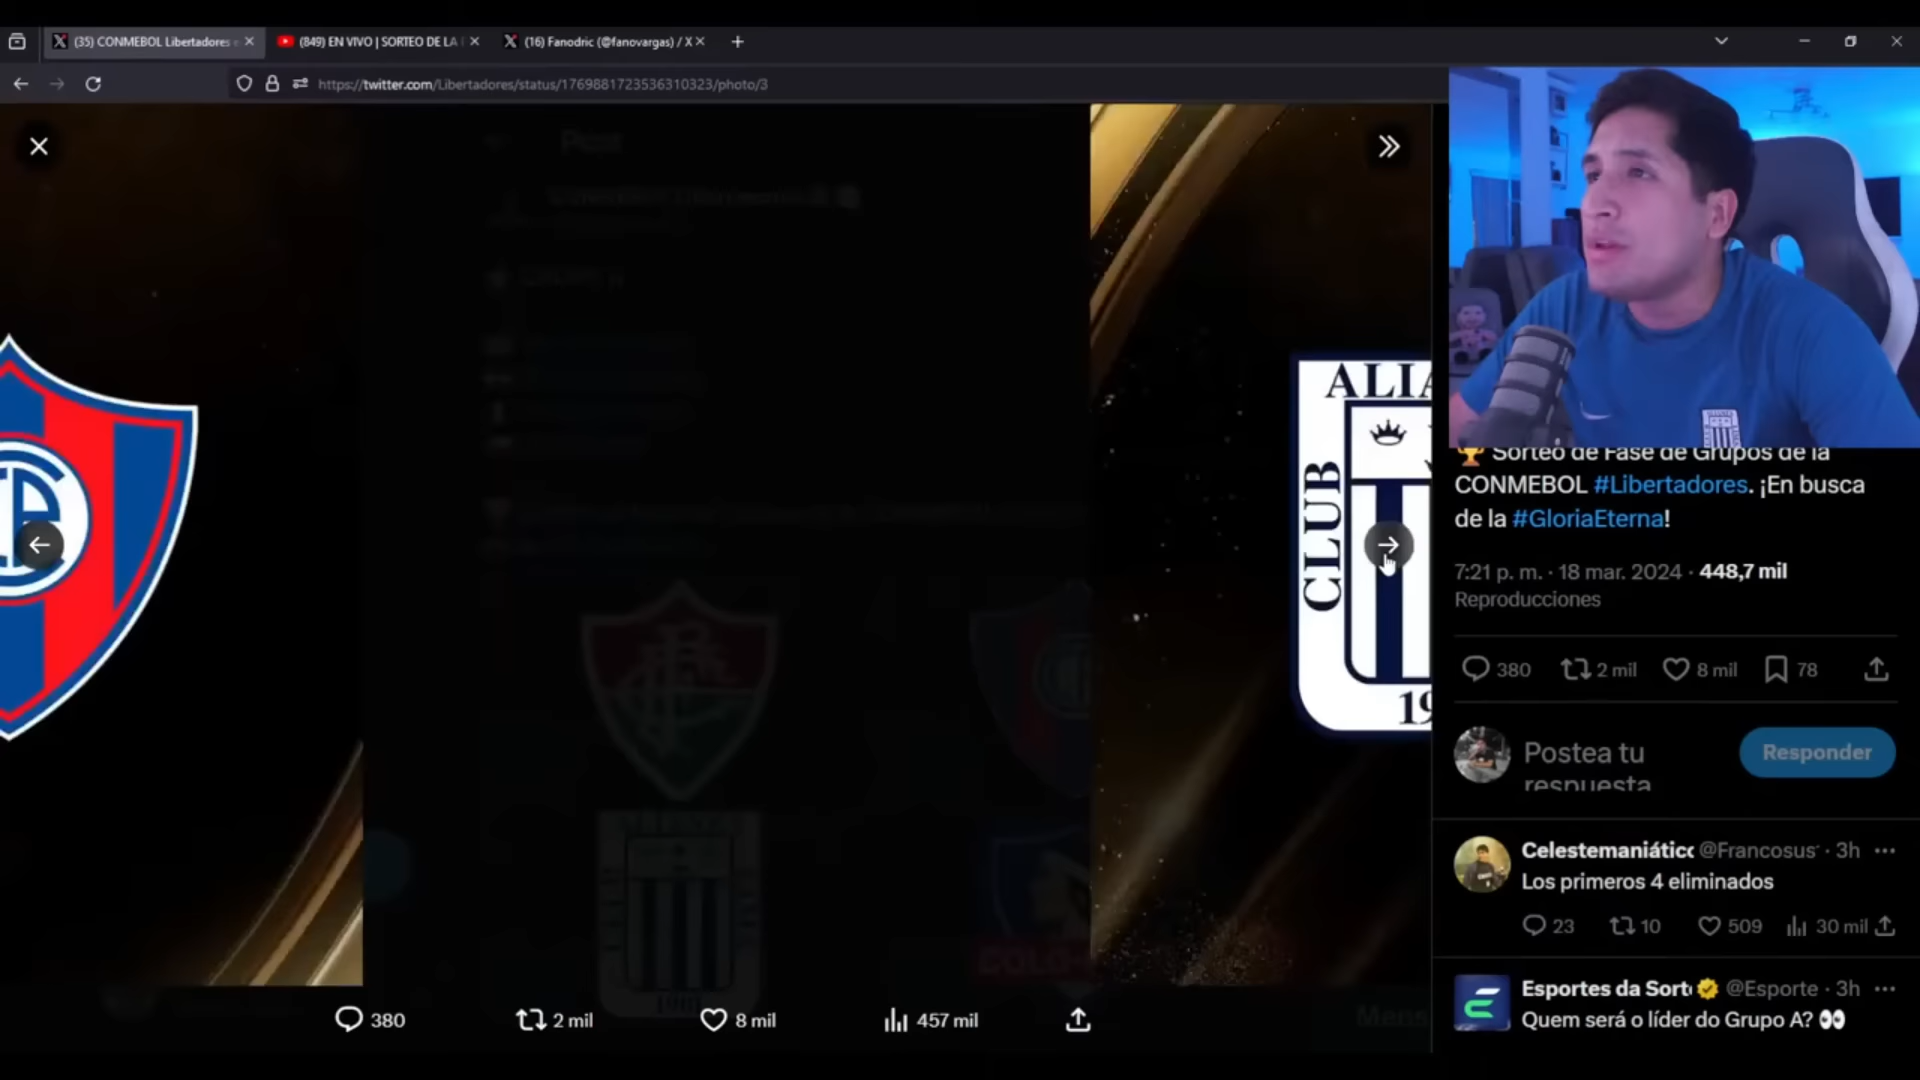 (35) CONMEBOL Libertadores e
(849) EN VIVO | SORTEO DE LA
(16) Fanodric (@fanovargas) / X
https://twitter.com/Libertadores/status/1769881723536310323/photo/3
Post
ALIA
CLUB
19
COLO-
Sorteo de Fase de Grupos de la
CONMEBOL #Libertadores. ¡En busca
de la #GloriaEterna!
7:21 p. m. · 18 mar. 2024 · 448,7 mil
Reproducciones
380 2 mil 8 mil 78
Postea tu
respuesta
Responder
Celestemaniático @Francosus · 3h
Los primeros 4 eliminados
23 10 509 30 mil
Esportes da Sort @Esporte · 3h
Quem será o líder do Grupo A? 👀
380 2 mil 8 mil 457 mil
Mens